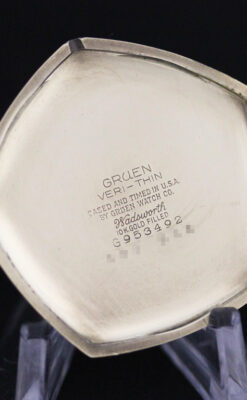 GRUEN
VERI-THIN
CASED AND TIMED IN U.S.A.
BY GRUEN WATCH CO.
Wadsworth
10K GOLD FILLED
G953492